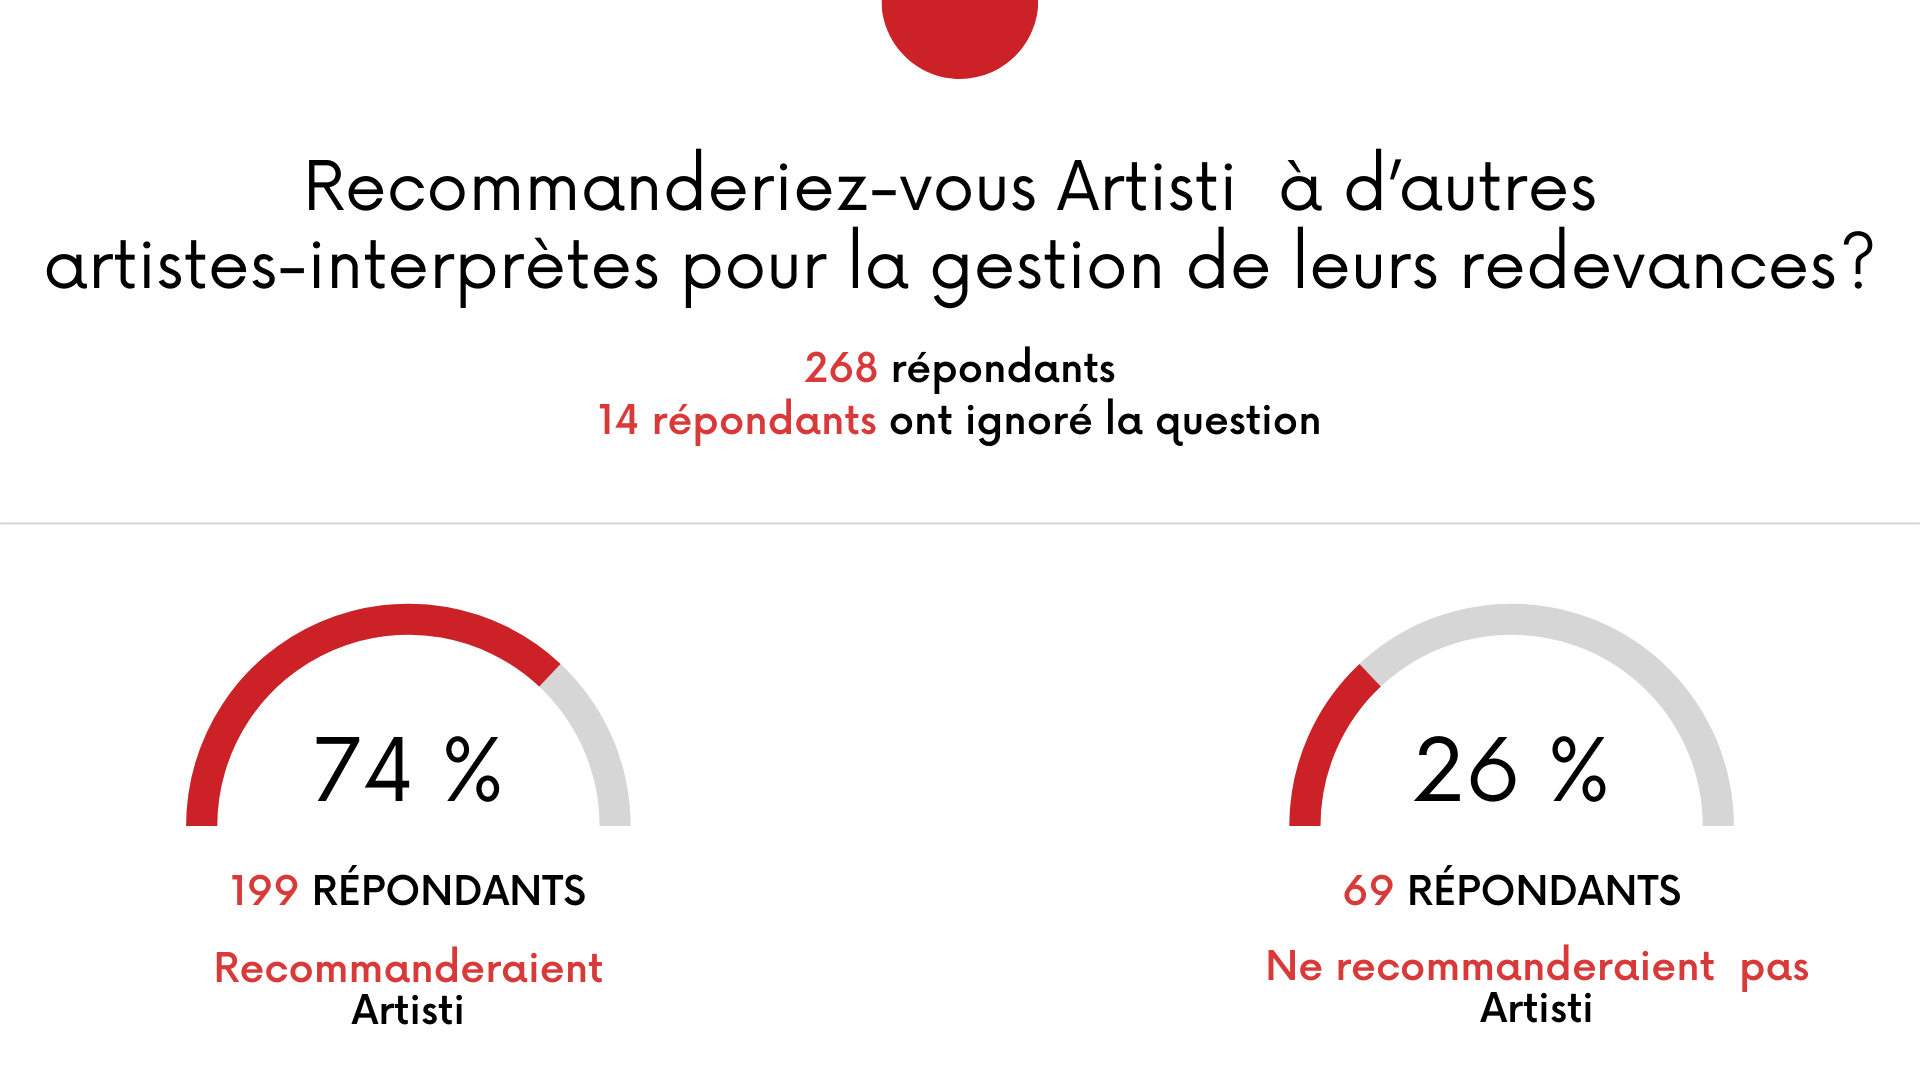 Recommanderiez-vous Artisti  à d’autres
artistes-interprètes pour la gestion de leurs redevances?
268 répondants
14 répondants ont ignoré la question
74 %
199 RÉPONDANTS
Recommanderaient
Artisti
26 %
69 RÉPONDANTS
Ne recommanderaient  pas
Artisti